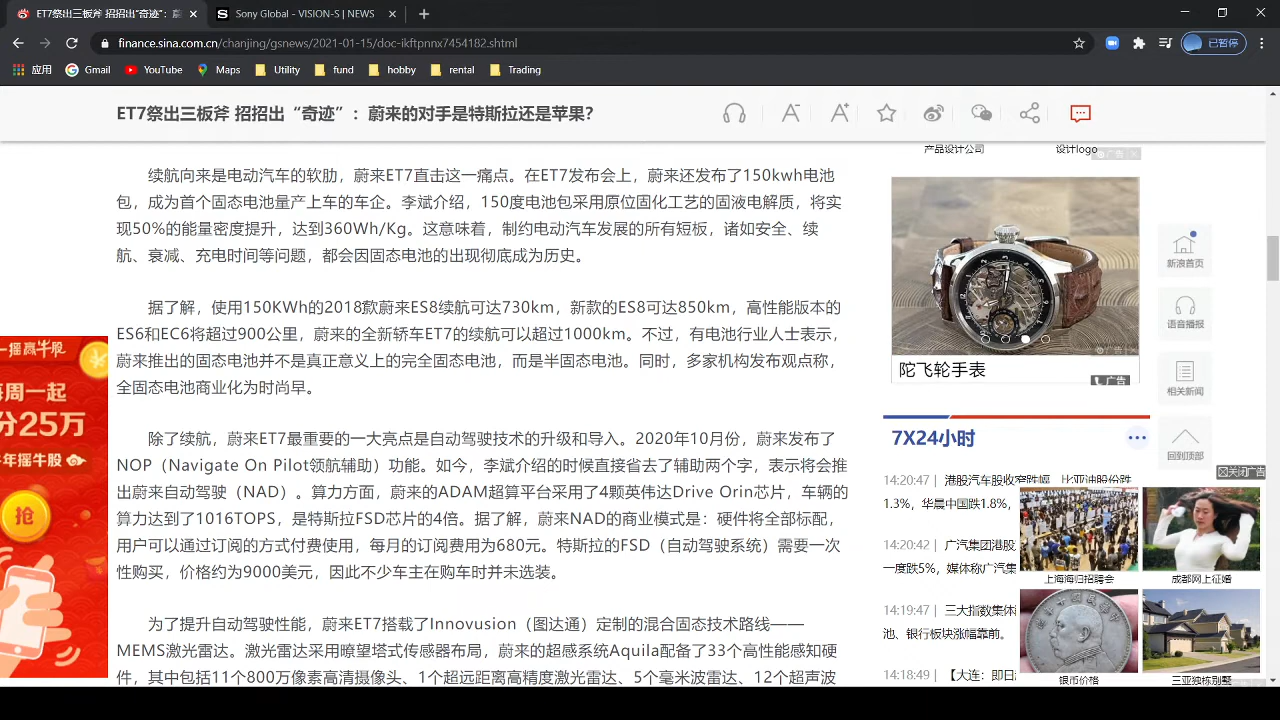 ET7祭出三板斧 招招出“奇迹”：蔚
Sony Global - VISION-S | NEWS
finance.sina.com.cn/chanjing/gsnews/2021-01-15/doc-ikftpnnx7454182.shtml
已暂停
应用 Gmail YouTube Maps Utility fund hobby rental Trading
ET7祭出三板斧 招招出“奇迹”：蔚来的对手是特斯拉还是苹果？
产品设计公司 设计logo
广告
续航向来是电动汽车的软肋，蔚来ET7直击这一痛点。在ET7发布会上，蔚来还发布了150kwh电池
包，成为首个固态电池量产上车的车企。李斌介绍，150度电池包采用原位固化工艺的固液电解质，将实
现50%的能量密度提升，达到360Wh/Kg。这意味着，制约电动汽车发展的所有短板，诸如安全、续
航、衰减、充电时间等问题，都会因固态电池的出现彻底成为历史。
据了解，使用150KWh的2018款蔚来ES8续航可达730km，新款的ES8可达850km，高性能版本的
ES6和EC6将超过900公里，蔚来的全新轿车ET7的续航可以超过1000km。不过，有电池行业人士表示，
蔚来推出的固态电池并不是真正意义上的完全固态电池，而是半固态电池。同时，多家机构发布观点称，
全固态电池商业化为时尚早。
除了续航，蔚来ET7最重要的一大亮点是自动驾驶技术的升级和导入。2020年10月份，蔚来发布了
NOP（Navigate On Pilot领航辅助）功能。如今，李斌介绍的时候直接省去了辅助两个字，表示将会推
出蔚来自动驾驶（NAD）。算力方面，蔚来的ADAM超算平台采用了4颗英伟达Drive Orin芯片，车辆的
算力达到了1016TOPS，是特斯拉FSD芯片的4倍。据了解，蔚来NAD的商业模式是：硬件将全部标配，
用户可以通过订阅的方式付费使用，每月的订阅费用为680元。特斯拉的FSD（自动驾驶系统）需要一次
性购买，价格约为9000美元，因此不少车主在购车时并未选装。
为了提升自动驾驶性能，蔚来ET7搭载了Innovusion（图达通）定制的混合固态技术路线——
MEMS激光雷达。激光雷达采用瞭望塔式传感器布局，蔚来的超感系统Aquila配备了33个高性能感知硬
件，其中包括11个800万像素高清摄像头、1个超远距离高精度激光雷达、5个毫米波雷达、12个超声波
一摇赢牛股
每周一起
分25万
年摇牛股
抢
广告
陀飞轮手表
广告
7X24小时
14:20:47 | 港股汽车股收窄跌幅 比亚迪股份跌
1.3%，华晨中国跌1.8%，
14:20:42 | 广汽集团港股
一度跌5%，媒体称广汽集
14:19:47 | 三大指数集体
池、银行板块涨幅靠前。
14:18:49 | 【大连：即日
新浪首页
语音播报
相关新闻
回到顶部
关闭广告
上海海归招聘会 成都网上征婚
银币价格 三亚独栋别墅